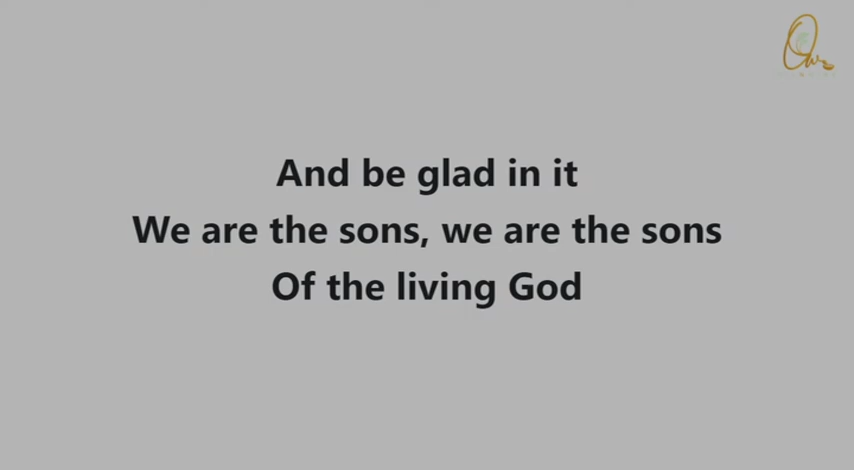 And be glad in it
We are the sons, we are the sons
Of the living God